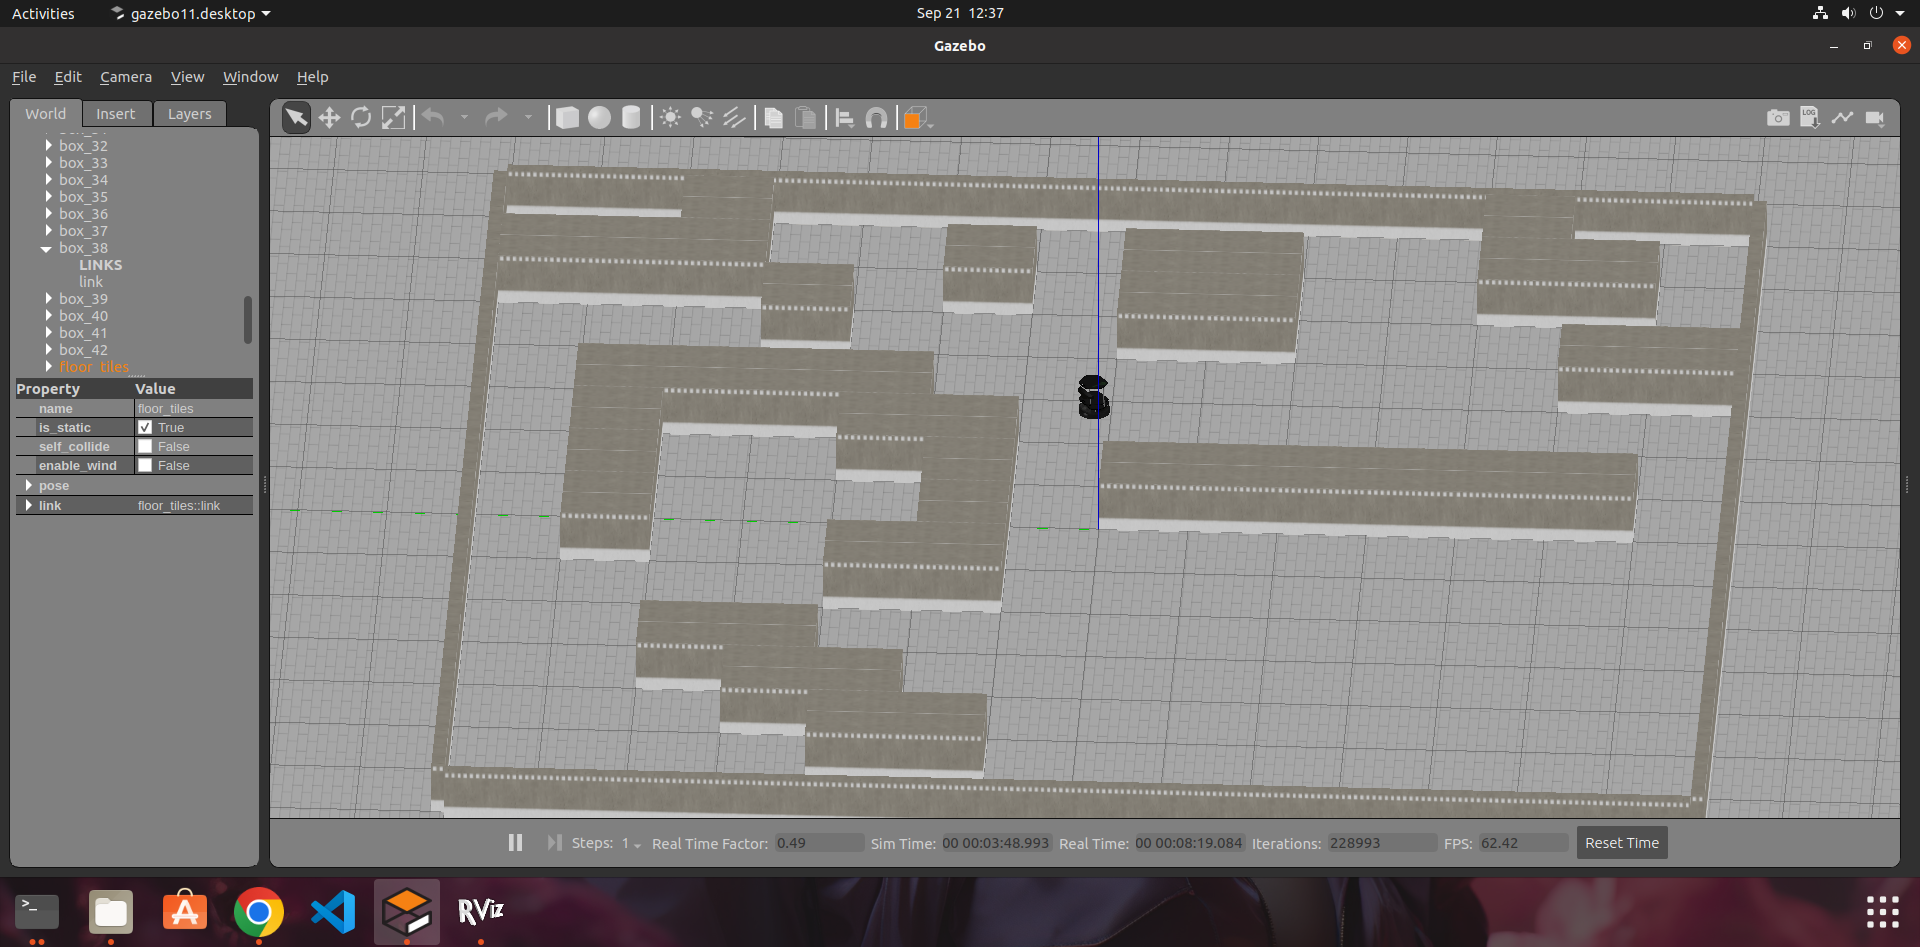 Activities gazebo11.desktop Sep 21 12:37
Gazebo
File Edit Camera View Window Help
World Insert Layers
box_32
box_33
box_34
box_35
box_36
box_37
box_38
LINKS
link
box_39
box_40
box_41
box_42
floor_tiles
Property Value
name floor_tiles
is_static True
self_collide False
enable_wind False
pose
link floor_tiles::link
LOG
Steps: 1 Real Time Factor: 0.49 Sim Time: 00 00:03:48.993 Real Time: 00 00:08:19.084 Iterations: 228993 FPS: 62.42 Reset Time
RViz